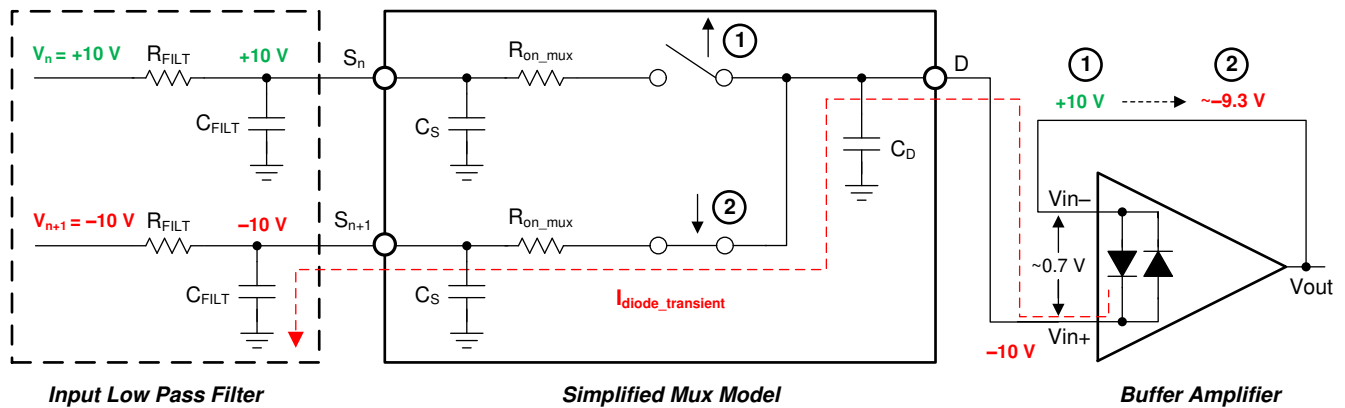 Vn = +10 V
RFILT
+10 V
Sn
CFILT
CS
Ron_mux
1
D
CD
1
2
+10 V
~–9.3 V
Vn+1 = –10 V
RFILT
–10 V
Sn+1
CFILT
CS
Ron_mux
2
Idiode_transient
Vin–
~0.7 V
Vin+
–10 V
Vout
Input Low Pass Filter
Simplified Mux Model
Buffer Amplifier